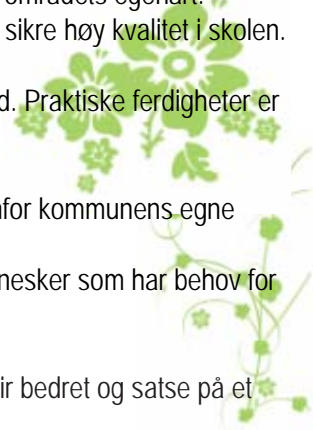 områdets egenart.
sikre høy kvalitet i skolen.
d. Praktiske ferdigheter er
for kommunens egne
nesker som har behov for
ir bedret og satse på et